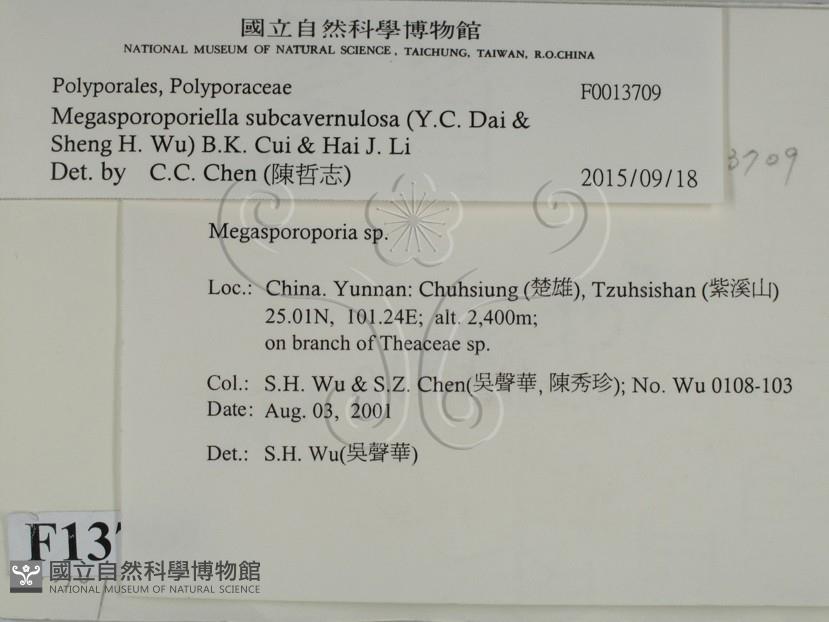 國立自然科學博物館
NATIONAL MUSEUM OF NATURAL SCIENCE, TAICHUNG, TAIWAN, R.O.CHINA
Polyporales, Polyporaceae F0013709
Megasporoporiella subcavernulosa (Y.C. Dai &
Sheng H. Wu) B.K. Cui & Hai J. Li
Det. by C.C. Chen (陳哲志) 2015/09/18
3709
Megasporoporia sp.
Loc.: China. Yunnan: Chuhsiung (楚雄), Tzuhsishan (紫溪山)
25.01N, 101.24E; alt. 2,400m;
on branch of Theaceae sp.
Col.: S.H. Wu & S.Z. Chen(吳聲華, 陳秀珍); No. Wu 0108-103
Date: Aug. 03, 2001
Det.: S.H. Wu(吳聲華)
F137
國立自然科學博物館
NATIONAL MUSEUM OF NATURAL SCIENCE